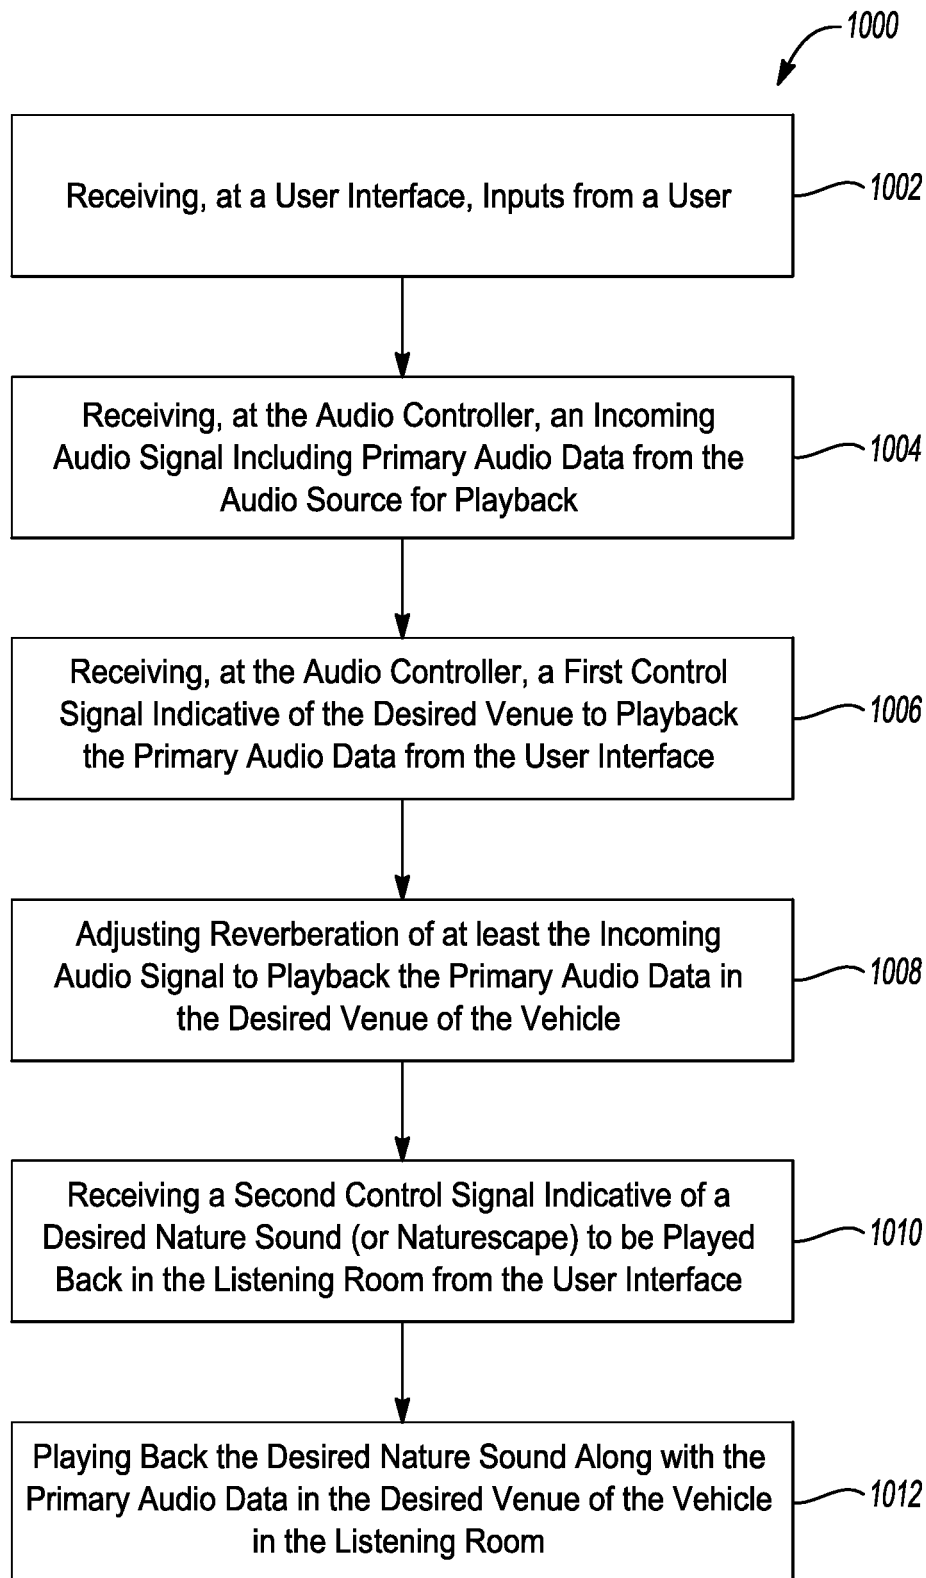 1000
Receiving, at a User Interface, Inputs from a User
1002
Receiving, at the Audio Controller, an Incoming
Audio Signal Including Primary Audio Data from the
Audio Source for Playback
1004
Receiving, at the Audio Controller, a First Control
Signal Indicative of the Desired Venue to Playback
the Primary Audio Data from the User Interface
1006
Adjusting Reverberation of at least the Incoming
Audio Signal to Playback the Primary Audio Data in
the Desired Venue of the Vehicle
1008
Receiving a Second Control Signal Indicative of a
Desired Nature Sound (or Naturescape) to be Played
Back in the Listening Room from the User Interface
1010
Playing Back the Desired Nature Sound Along with the
Primary Audio Data in the Desired Venue of the Vehicle
in the Listening Room
1012